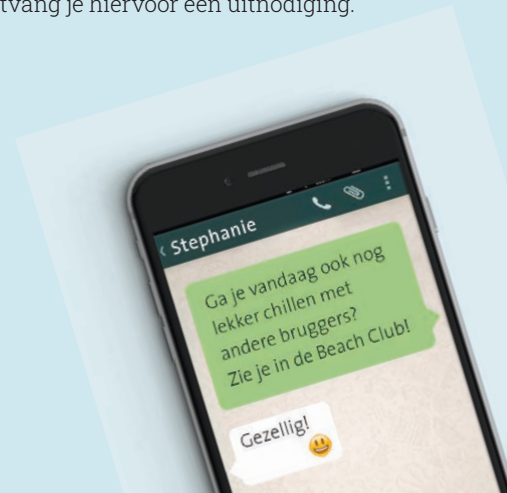 tvang je hiervoor een uitnodiging.
Stephanie
Ga je vandaag ook nog
lekker chillen met
andere bruggers?
Zie je in de Beach Club!
Gezellig! 😃